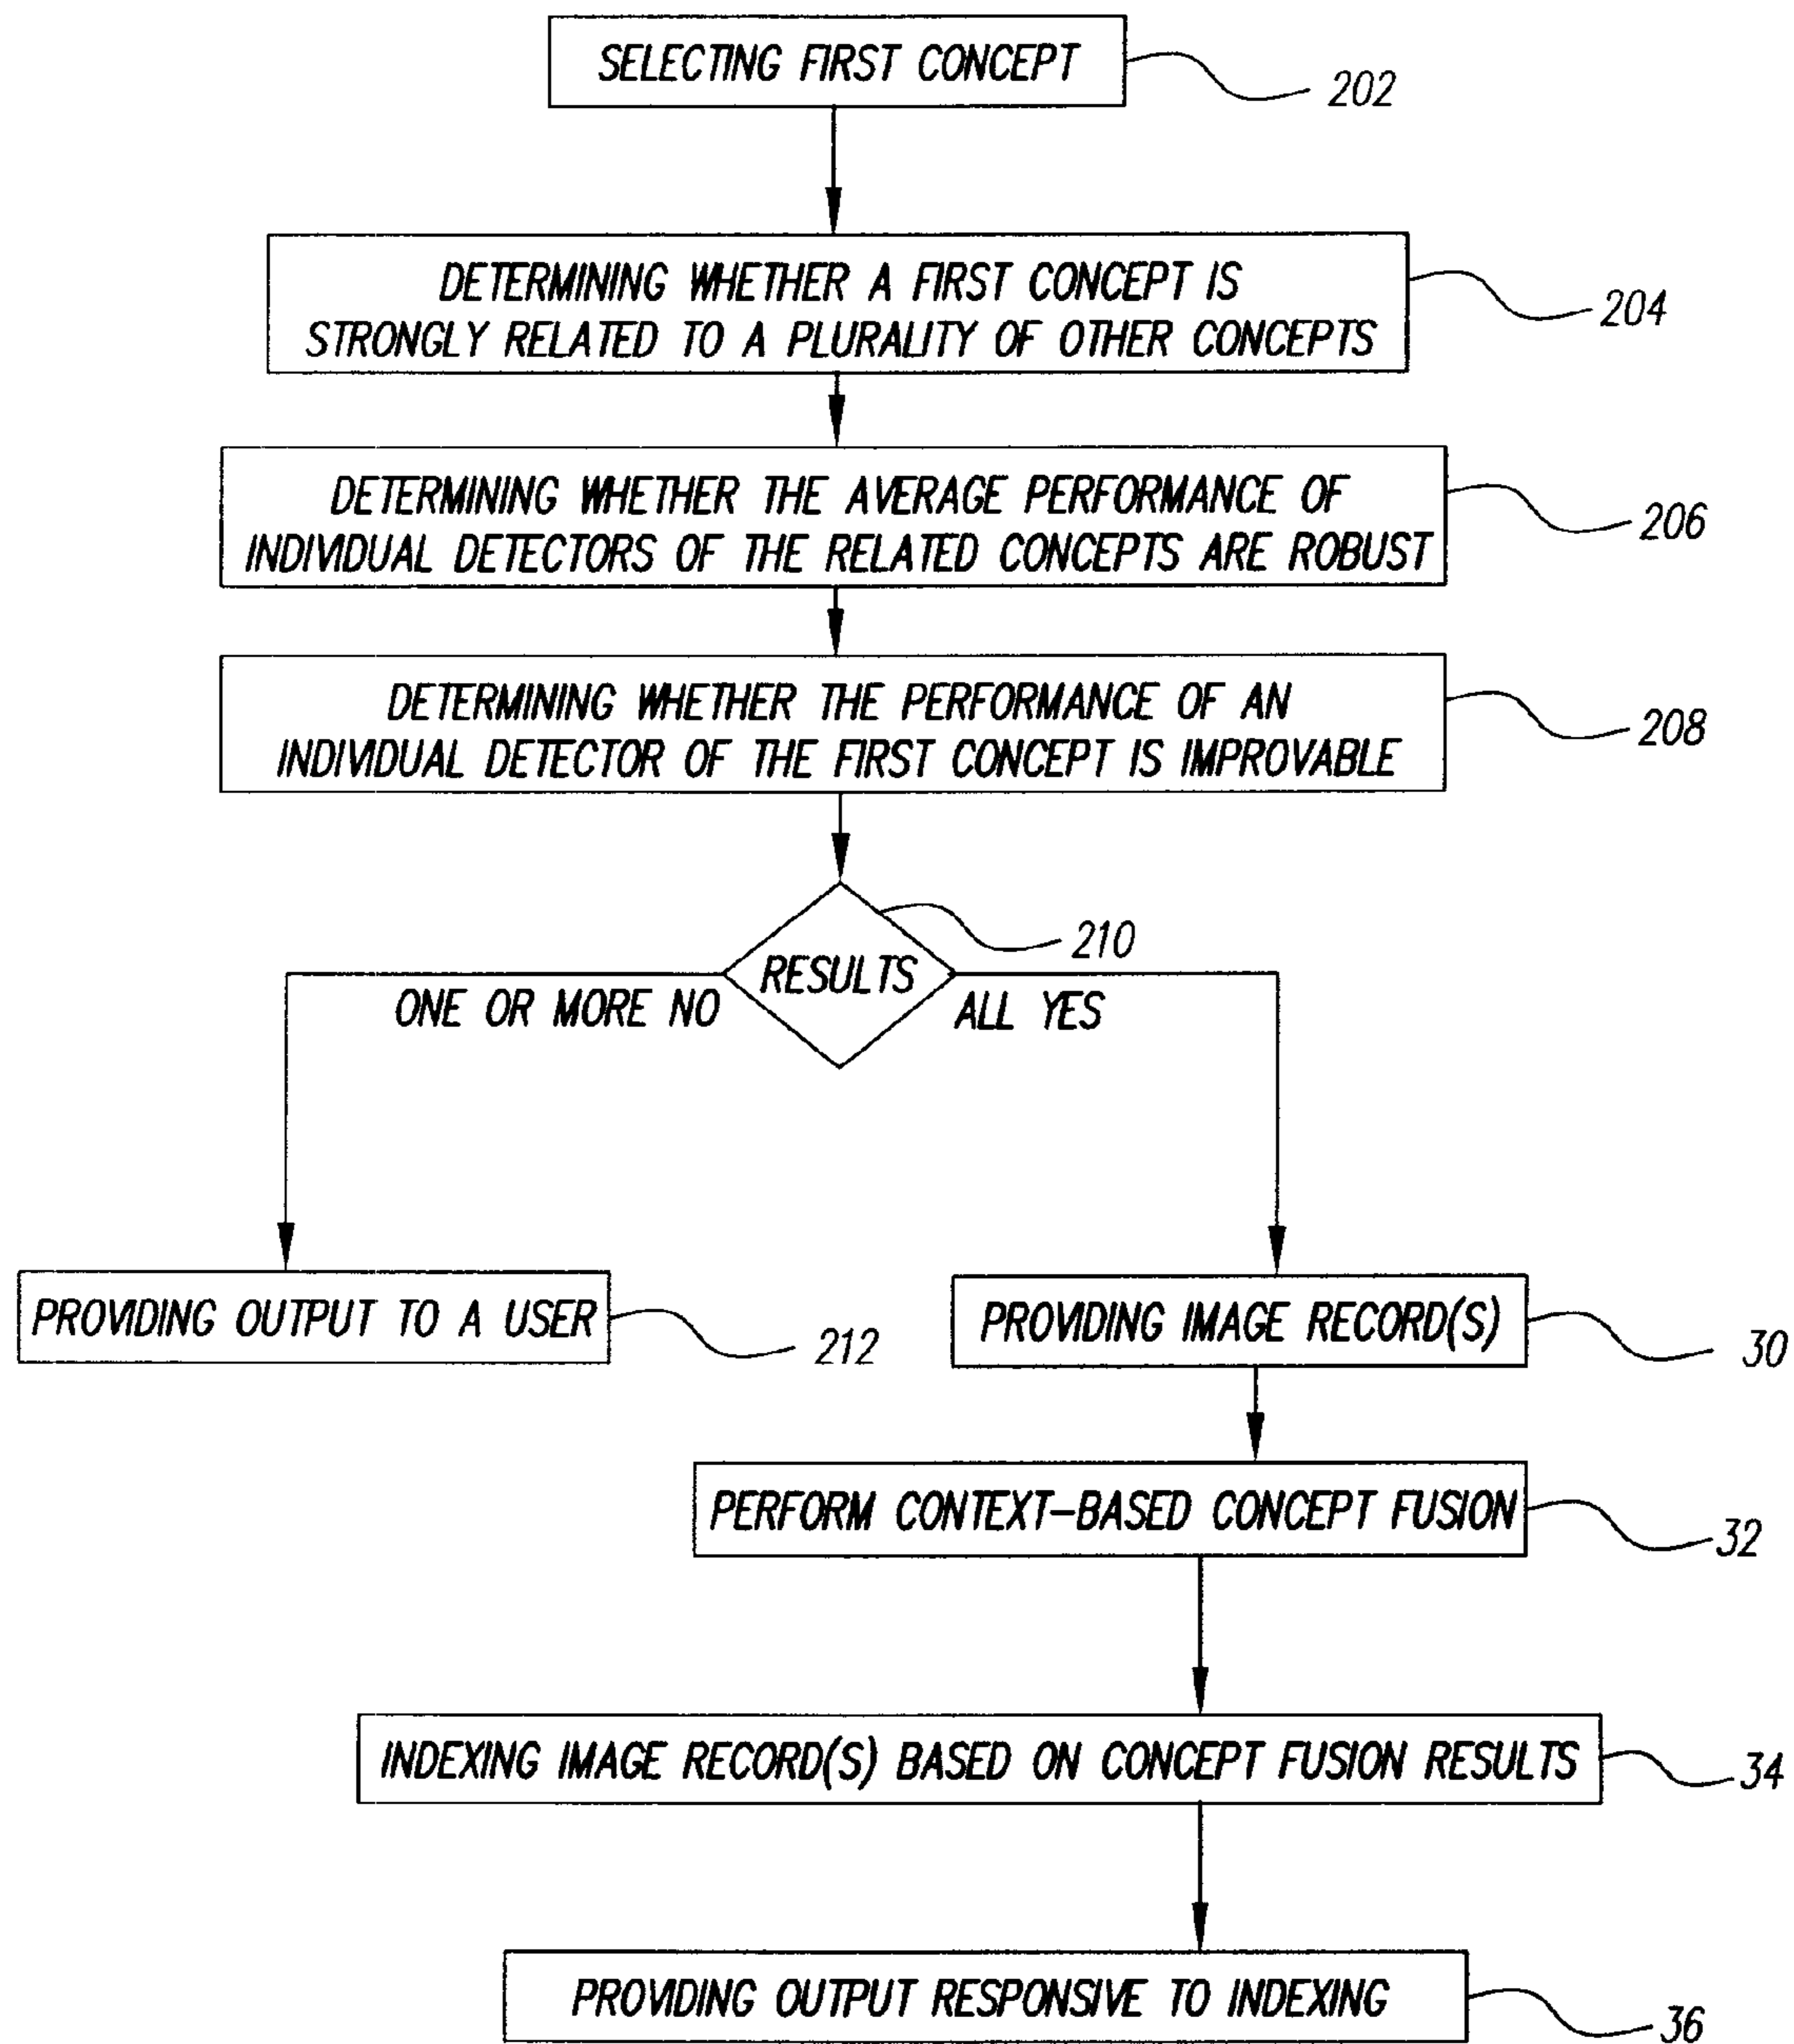 SELECTING FIRST CONCEPT
202
DETERMINING WHETHER A FIRST CONCEPT IS
STRONGLY RELATED TO A PLURALITY OF OTHER CONCEPTS
204
DETERMINING WHETHER THE AVERAGE PERFORMANCE OF
INDIVIDUAL DETECTORS OF THE RELATED CONCEPTS ARE ROBUST
206
DETERMINING WHETHER THE PERFORMANCE OF AN
INDIVIDUAL DETECTOR OF THE FIRST CONCEPT IS IMPROVABLE
208
210
RESULTS
ONE OR MORE NO
ALL YES
PROVIDING OUTPUT TO A USER
212
PROVIDING IMAGE RECORD(S)
30
PERFORM CONTEXT-BASED CONCEPT FUSION
32
INDEXING IMAGE RECORD(S) BASED ON CONCEPT FUSION RESULTS
34
PROVIDING OUTPUT RESPONSIVE TO INDEXING
36